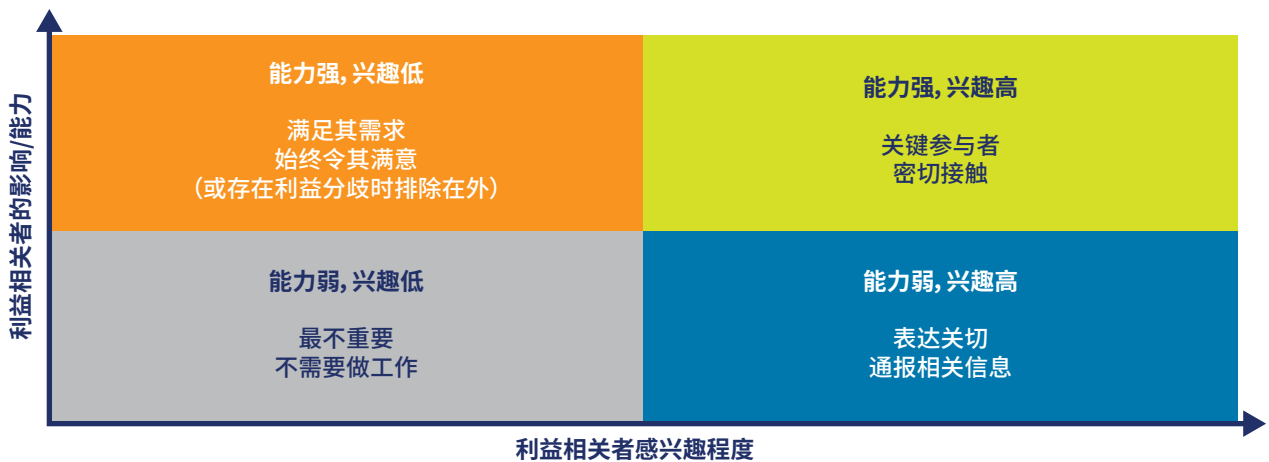 利益相关者的影响/能力
能力强，兴趣低
满足其需求
始终令其满意
（或存在利益分歧时排除在外）
能力强，兴趣高
关键参与者
密切接触
能力弱，兴趣低
最不重要
不需要做工作
能力弱，兴趣高
表达关切
通报相关信息
利益相关者感兴趣程度